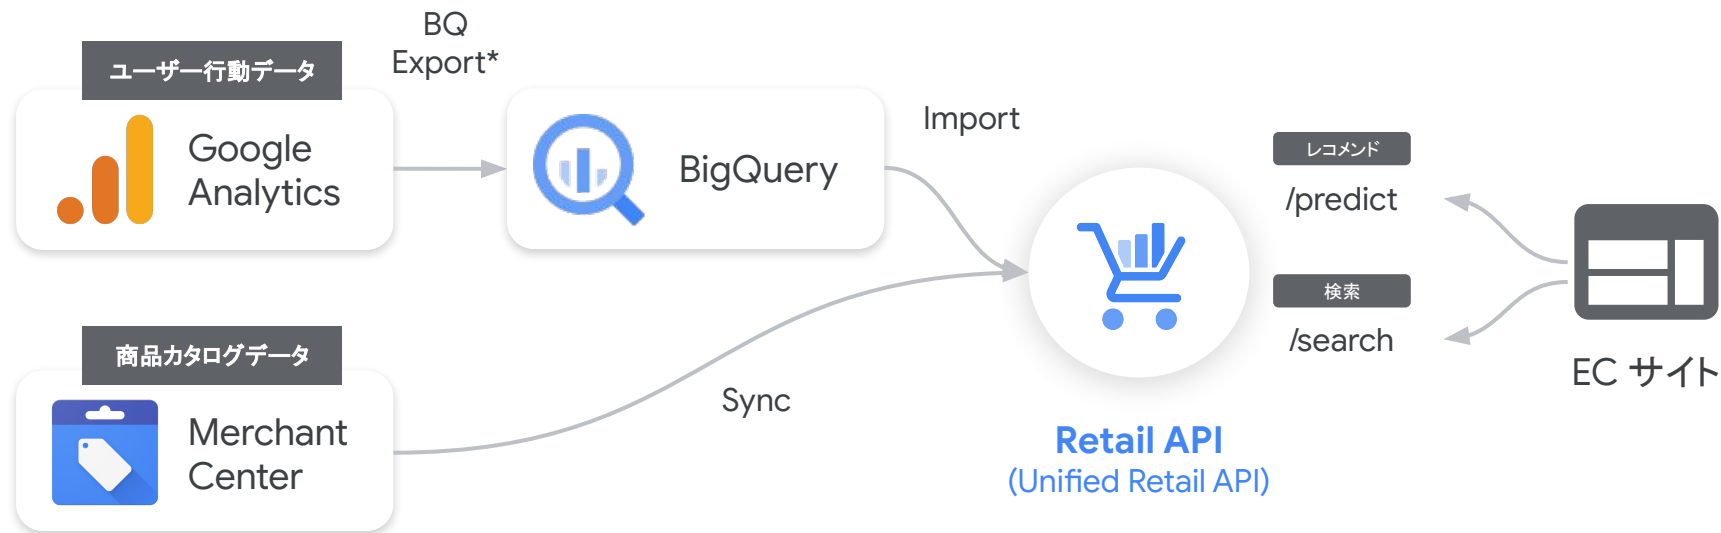 BQ
Export*
ユーザー行動データ
Google
Analytics
BigQuery
Import
レコメンド
/predict
検索
/search
EC サイト
商品カタログデータ
Merchant
Center
Sync
Retail API
(Unified Retail API)